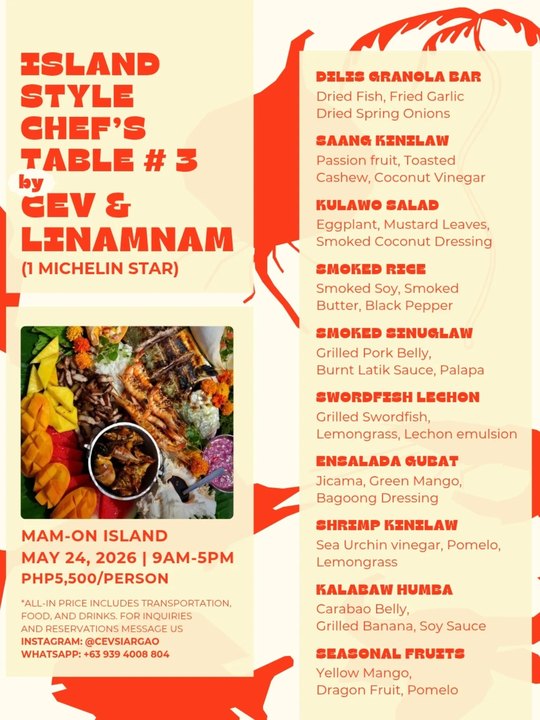 ISLAND
STYLE
CHEF'S
TABLE # 3
by
CEV &
LINAMNAM
(1 MICHELIN STAR)
MAM-ON ISLAND
MAY 24, 2026 | 9AM-5PM
PHP5,500/PERSON
*ALL-IN PRICE INCLUDES TRANSPORTATION,
FOOD, AND DRINKS. FOR INQUIRIES
AND RESERVATIONS MESSAGE US
INSTAGRAM: @CEVSIARGAO
WHATSAPP: +63 939 4008 804
DILIS GRANOLA BAR
Dried Fish, Fried Garlic
Dried Spring Onions
SAANG KINILAW
Passion fruit, Toasted
Cashew, Coconut Vinegar
KULAWO SALAD
Eggplant, Mustard Leaves,
Smoked Coconut Dressing
SMOKED RICE
Smoked Soy, Smoked
Butter, Black Pepper
SMOKED SINUGLAW
Grilled Pork Belly,
Burnt Latik Sauce, Palapa
SWORDFISH LECHON
Grilled Swordfish,
Lemongrass, Lechon emulsion
ENSALADA GUBAT
Jicama, Green Mango,
Bagoong Dressing
SHRIMP KINILAW
Sea Urchin vinegar, Pomelo,
Lemongrass
KALABAW HUMBA
Carabao Belly,
Grilled Banana, Soy Sauce
SEASONAL FRUITS
Yellow Mango,
Dragon Fruit, Pomelo